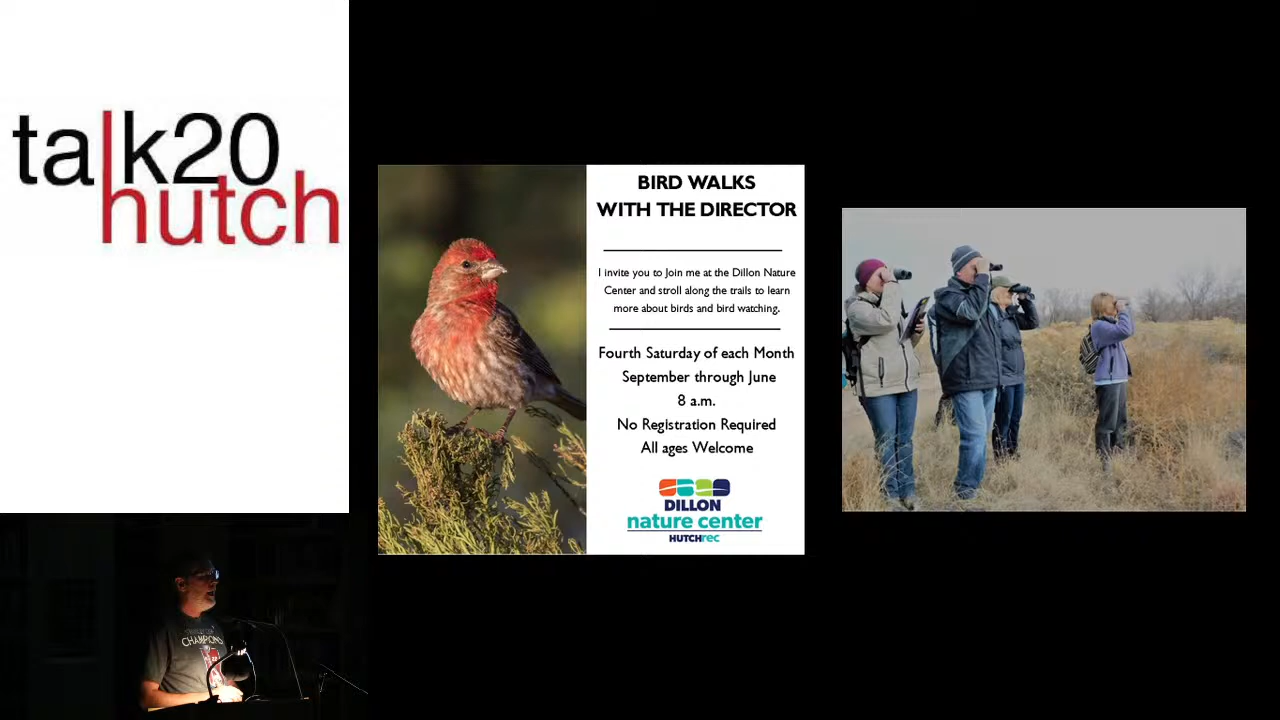 talk20
hutch
BIRD WALKS
WITH THE DIRECTOR
I invite you to Join me at the Dillon Nature
Center and stroll along the trails to learn
more about birds and bird watching.
Fourth Saturday of each Month
September through June
8 a.m.
No Registration Required
All ages Welcome
DILLON
nature center
HUTCHrec
CHAMPIONS